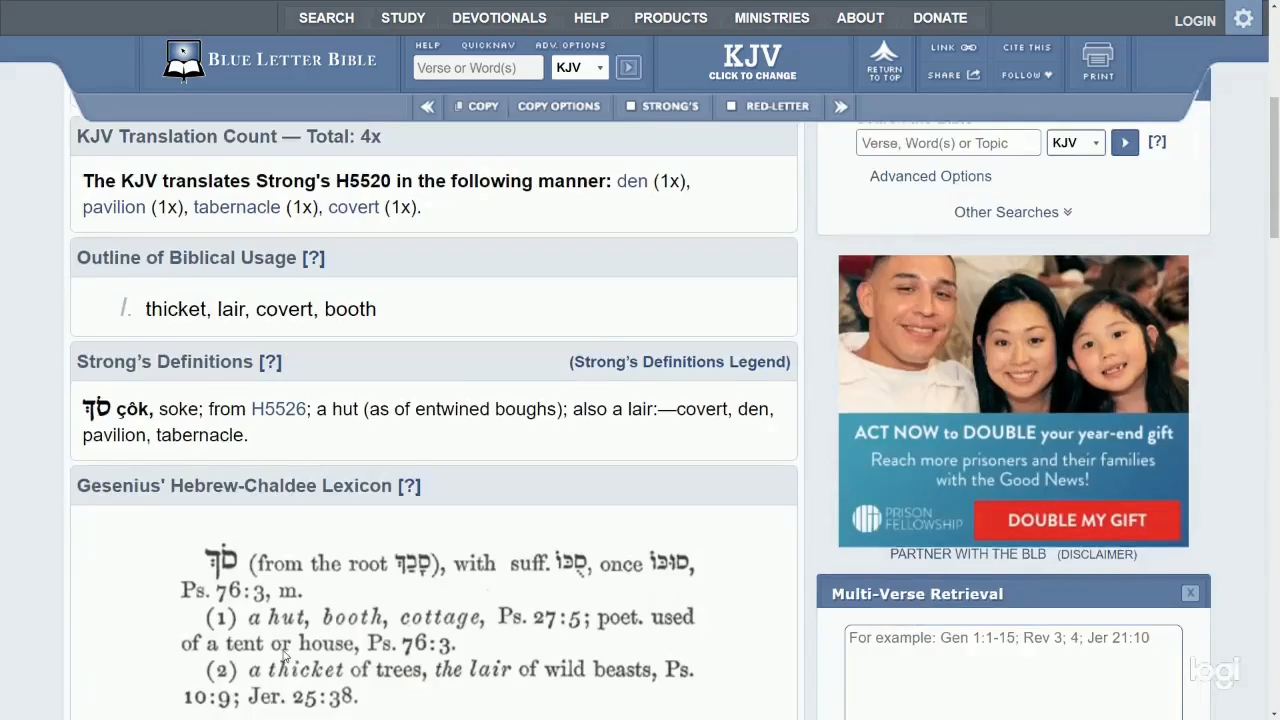 SEARCH STUDY DEVOTIONALS HELP PRODUCTS MINISTRIES ABOUT DONATE LOGIN
BLUE LETTER BIBLE
HELP QUICKNAV ADV. OPTIONS
Verse or Word(s) KJV
KJV
CLICK TO CHANGE
RETURN
TO TOP
LINK CITE THIS
SHARE FOLLOW
PRINT
COPY COPY OPTIONS STRONG'S RED-LETTER
KJV Translation Count — Total: 4x
The KJV translates Strong's H5520 in the following manner: den (1x),
pavilion (1x), tabernacle (1x), covert (1x).
Outline of Biblical Usage [?]
I. thicket, lair, covert, booth
Strong's Definitions [?] (Strong's Definitions Legend)
סֹךְ çôk, soke; from H5526; a hut (as of entwined boughs); also a lair:—covert, den,
pavilion, tabernacle.
Gesenius' Hebrew-Chaldee Lexicon [?]
סֹךְ (from the root סָכַךְ), with suff. סֻכּוֹ, once סוּכּוֹ,
Ps. 76:3, m.
(1) a hut, booth, cottage, Ps. 27:5; poet. used
of a tent or house, Ps. 76:3.
(2) a thicket of trees, the lair of wild beasts, Ps.
10:9; Jer. 25:38.
Verse, Word(s) or Topic KJV [?]
Advanced Options
Other Searches
ACT NOW to DOUBLE your year-end gift
Reach more prisoners and their families
with the Good News!
PRISON
FELLOWSHIP
DOUBLE MY GIFT
PARTNER WITH THE BLB (DISCLAIMER)
Multi-Verse Retrieval x
For example: Gen 1:1-15; Rev 3; 4; Jer 21:10
logi